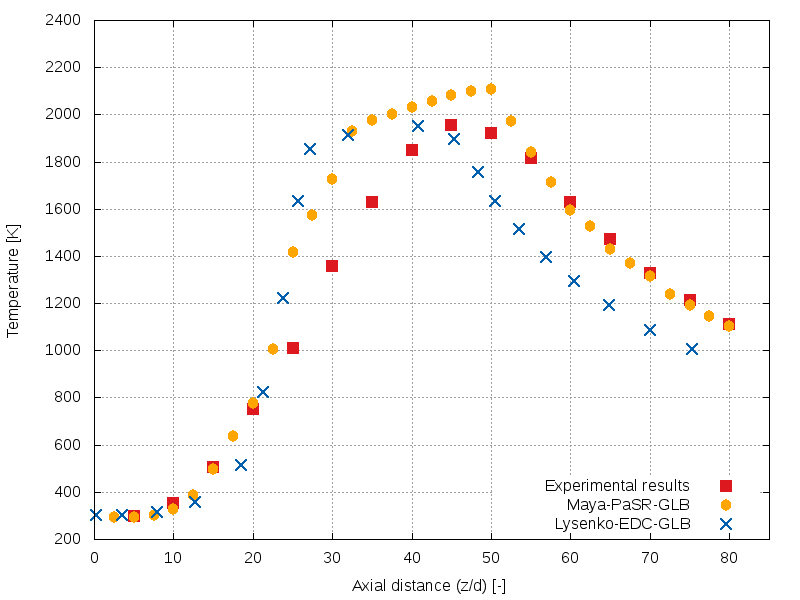 2400
2200
2000
1800
1600
1400
1200
1000
800
600
400
200
0 10 20 30 40 50 60 70 80
Temperature [K]
Axial distance (z/d) [-]
Experimental results
Maya-PaSR-GLB
Lysenko-EDC-GLB